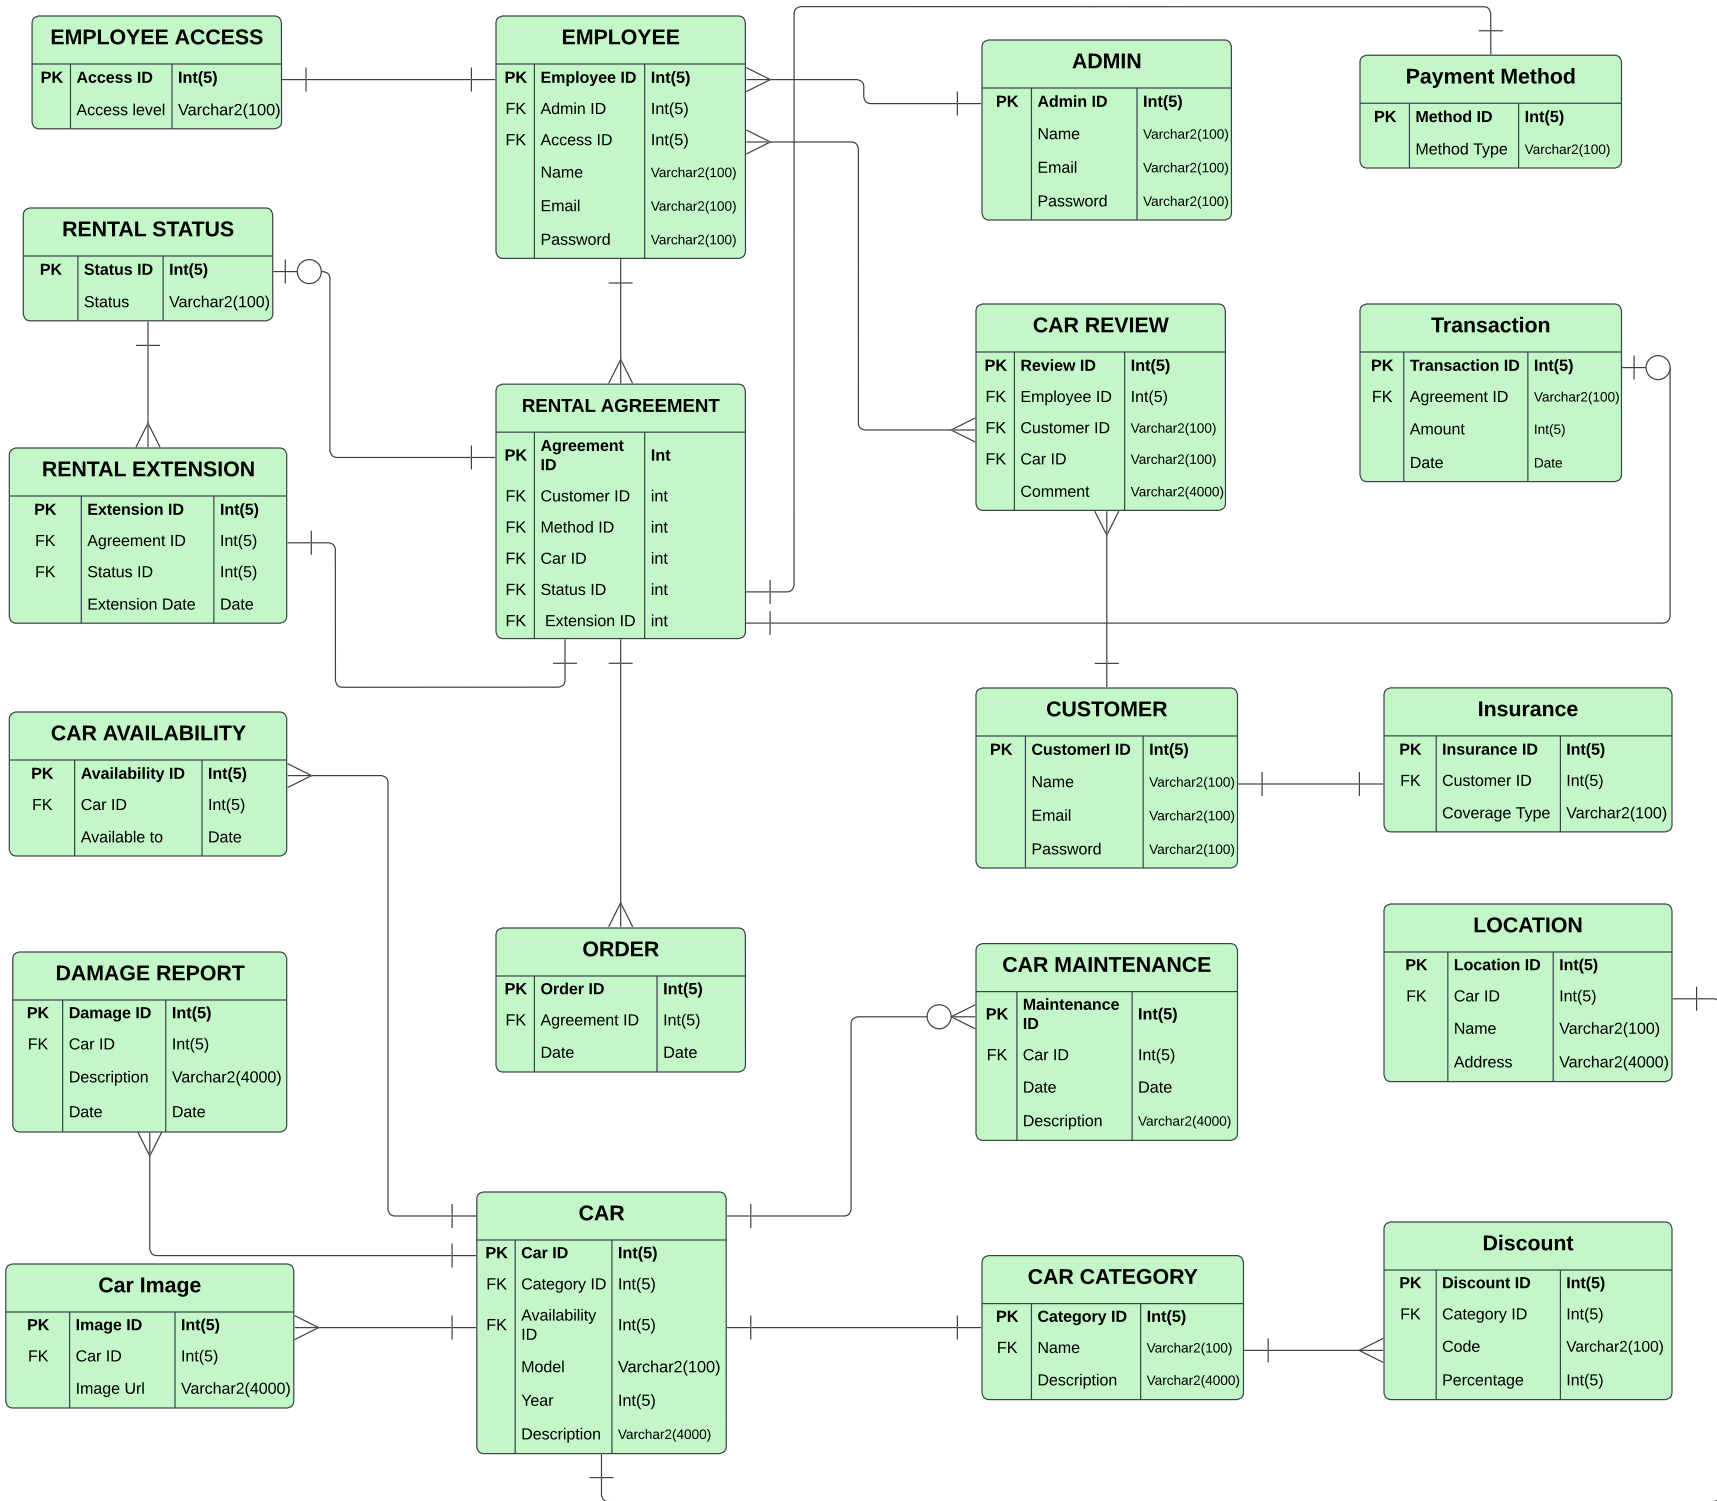 EMPLOYEE ACCESS
PK Access ID Int(5)
Access level Varchar2(100)
EMPLOYEE
PK Employee ID Int(5)
FK Admin ID Int(5)
FK Access ID Int(5)
Name Varchar2(100)
Email Varchar2(100)
Password Varchar2(100)
ADMIN
PK Admin ID Int(5)
Name Varchar2(100)
Email Varchar2(100)
Password Varchar2(100)
Payment Method
PK Method ID Int(5)
Method Type Varchar2(100)
RENTAL STATUS
PK Status ID Int(5)
Status Varchar2(100)
RENTAL EXTENSION
PK Extension ID Int(5)
FK Agreement ID Int(5)
FK Status ID Int(5)
Extension Date Date
RENTAL AGREEMENT
PK Agreement ID Int
FK Customer ID int
FK Method ID int
FK Car ID int
FK Status ID int
FK Extension ID int
CAR REVIEW
PK Review ID Int(5)
FK Employee ID Int(5)
FK Customer ID Varchar2(100)
FK Car ID Varchar2(100)
Comment Varchar2(4000)
Transaction
PK Transaction ID Int(5)
FK Agreement ID Varchar2(100)
Amount Int(5)
Date Date
CAR AVAILABILITY
PK Availability ID Int(5)
FK Car ID Int(5)
Available to Date
CUSTOMER
PK CustomerI ID Int(5)
Name Varchar2(100)
Email Varchar2(100)
Password Varchar2(100)
Insurance
PK Insurance ID Int(5)
FK Customer ID Int(5)
Coverage Type Varchar2(100)
DAMAGE REPORT
PK Damage ID Int(5)
FK Car ID Int(5)
Description Varchar2(4000)
Date Date
ORDER
PK Order ID Int(5)
FK Agreement ID Int(5)
Date Date
CAR MAINTENANCE
PK Maintenance ID Int(5)
FK Car ID Int(5)
Date Date
Description Varchar2(4000)
LOCATION
PK Location ID Int(5)
FK Car ID Int(5)
Name Varchar2(100)
Address Varchar2(4000)
Car Image
PK Image ID Int(5)
FK Car ID Int(5)
Image Url Varchar2(4000)
CAR
PK Car ID Int(5)
FK Category ID Int(5)
FK Availability ID Int(5)
Model Varchar2(100)
Year Int(5)
Description Varchar2(4000)
CAR CATEGORY
PK Category ID Int(5)
FK Name Varchar2(100)
Description Varchar2(4000)
Discount
PK Discount ID Int(5)
FK Category ID Int(5)
Code Varchar2(100)
Percentage Int(5)